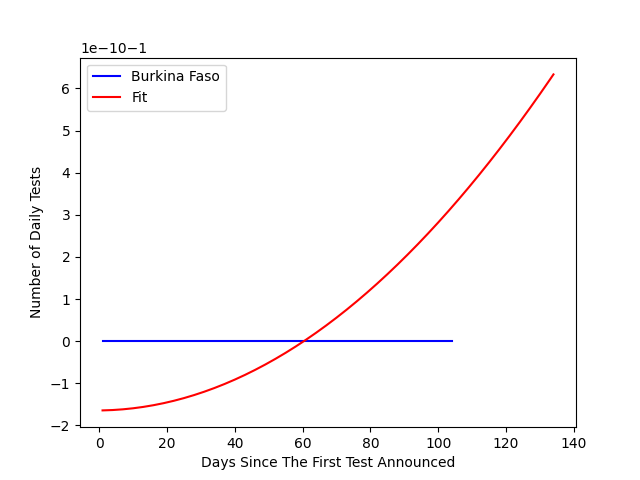 1e−10−1
Burkina Faso
Fit
6
5
4
3
2
1
0
−1
−2
Number of Daily Tests
0 20 40 60 80 100 120 140
Days Since The First Test Announced